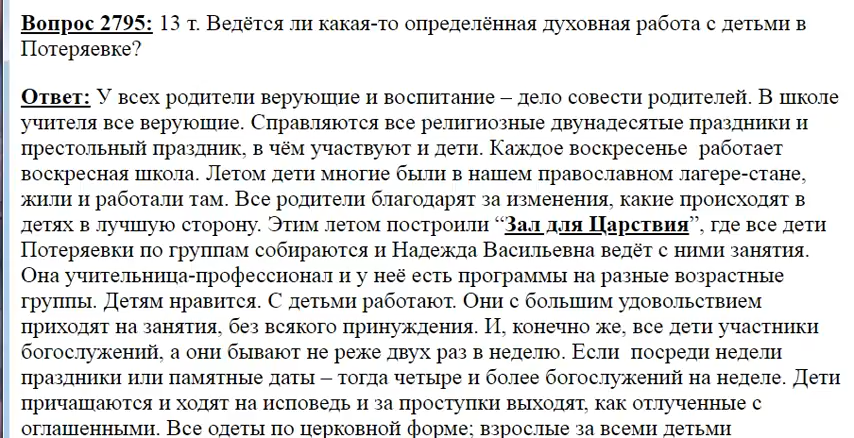 Вопрос 2795: 13 т. Ведётся ли какая-то определённая духовная работа с детьми в
Потеряевке?
Ответ: У всех родители верующие и воспитание – дело совести родителей. В школе
учителя все верующие. Справляются все религиозные двунадесятые праздники и
престольный праздник, в чём участвуют и дети. Каждое воскресенье работает
воскресная школа. Летом дети многие были в нашем православном лагере-стане,
жили и работали там. Все родители благодарят за изменения, какие происходят в
детях в лучшую сторону. Этим летом построили “Зал для Царствия”, где все дети
Потеряевки по группам собираются и Надежда Васильевна ведёт с ними занятия.
Она учительница-профессионал и у неё есть программы на разные возрастные
группы. Детям нравится. С детьми работают. Они с большим удовольствием
приходят на занятия, без всякого принуждения. И, конечно же, все дети участники
богослужений, а они бывают не реже двух раз в неделю. Если посреди недели
праздники или памятные даты – тогда четыре и более богослужений на неделе. Дети
причащаются и ходят на исповедь и за проступки выходят, как отлученные с
оглашенными. Все одеты по церковной форме; взрослые за всеми детьми